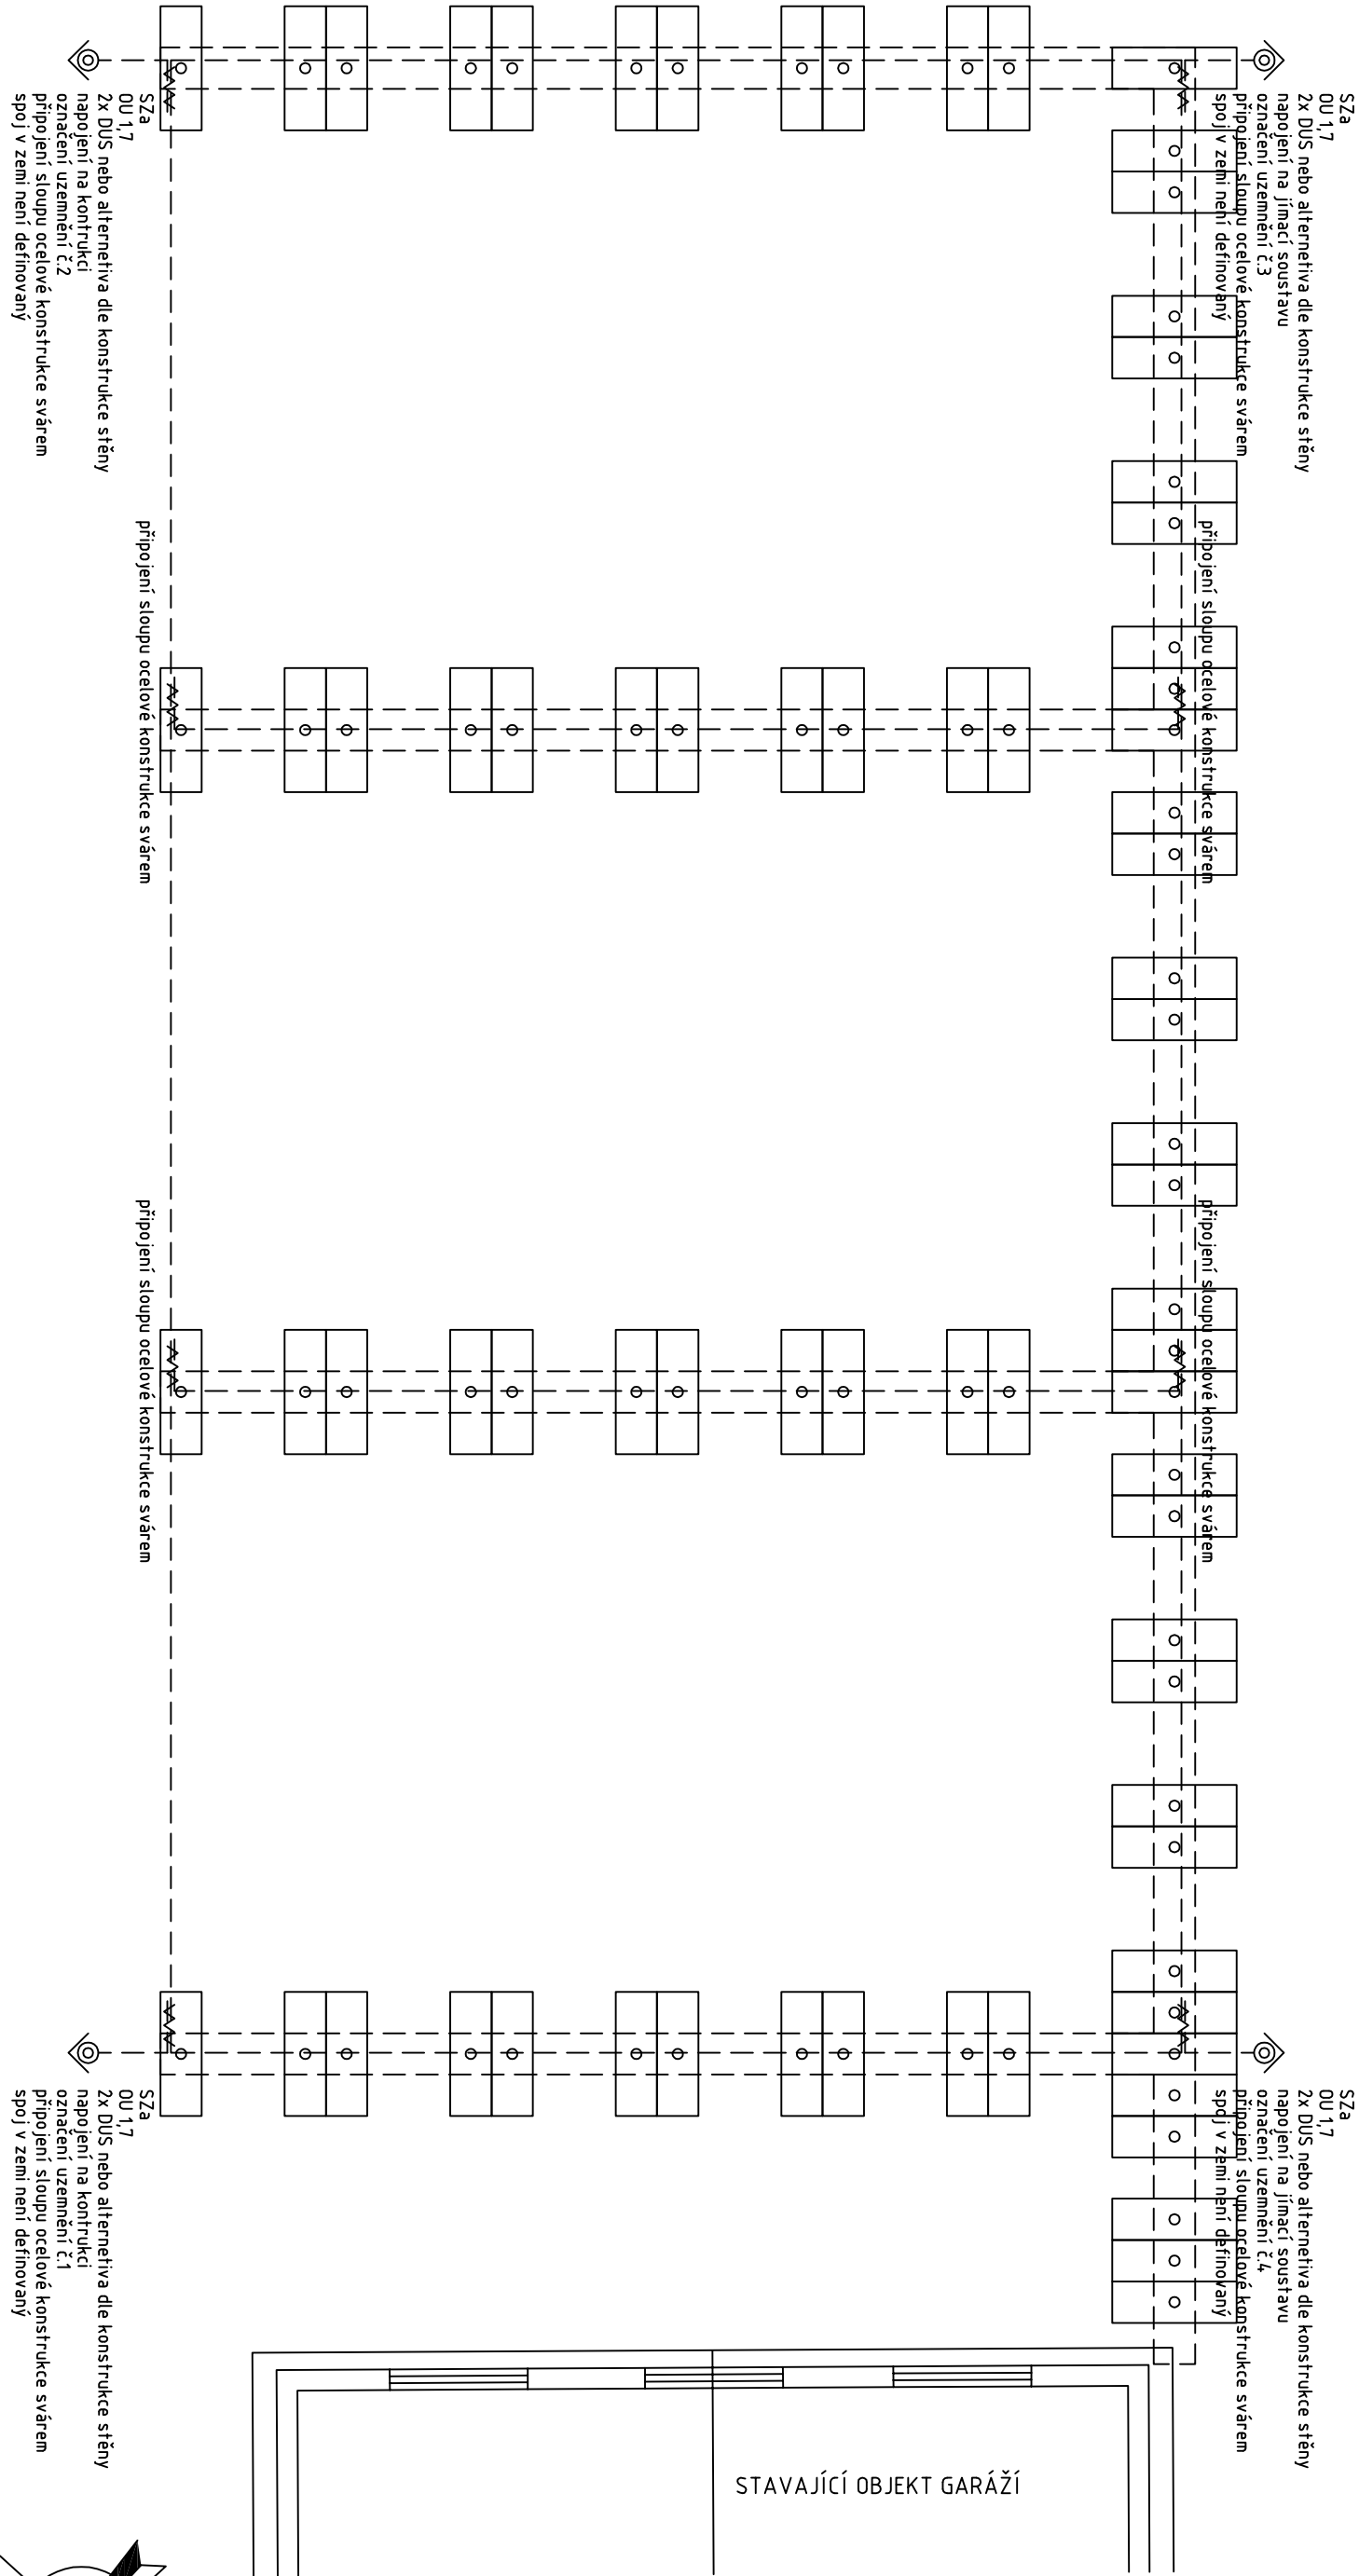 SZa
OU 1,7
2x DUS nebo alternetiva dle konstrukce stěny
napojení na jímací soustavu
označení uzemnění č.3
připojení sloupu ocelové konstrukce svárem
spoj v zemi není definovaný
SZa
OU 1,7
2x DUS nebo alternetiva dle konstrukce stěny
napojení na kontrukci
označení uzemnění č.2
připojení sloupu ocelové konstrukce svárem
spoj v zemi není definovaný
připojení sloupu ocelové konstrukce svárem
připojení sloupu ocelové konstrukce svárem
připojení sloupu ocelové konstrukce svárem
připojení sloupu ocelové konstrukce svárem
SZa
OU 1,7
2x DUS nebo alternetiva dle konstrukce stěny
napojení na jímací soustavu
označení uzemnění č.4
připojení sloupu ocelové konstrukce svárem
spoj v zemi není definovaný
SZa
OU 1,7
2x DUS nebo alternetiva dle konstrukce stěny
napojení na kontrukci
označení uzemnění č.1
připojení sloupu ocelové konstrukce svárem
spoj v zemi není definovaný
STAVAJÍCÍ OBJEKT GARÁŽÍ